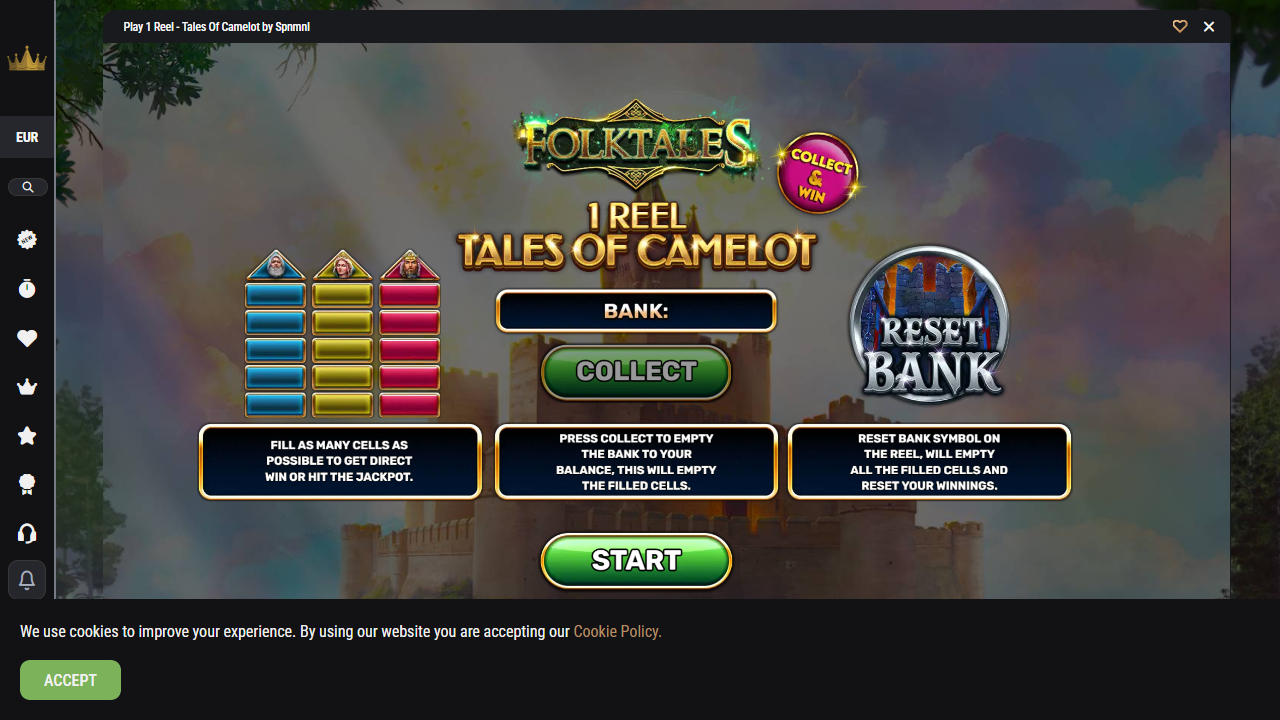 Play 1 Reel - Tales Of Camelot by Spnmnl
EUR
NEW
FOLKTALES
COLLECT
&
WIN
1 REEL
TALES OF CAMELOT
BANK:
COLLECT
RESET
BANK
FILL AS MANY CELLS AS
POSSIBLE TO GET DIRECT
WIN OR HIT THE JACKPOT.
PRESS COLLECT TO EMPTY
THE BANK TO YOUR
BALANCE, THIS WILL EMPTY
THE FILLED CELLS.
RESET BANK SYMBOL ON
THE REEL, WILL EMPTY
ALL THE FILLED CELLS AND
RESET YOUR WINNINGS.
START
We use cookies to improve your experience. By using our website you are accepting our Cookie Policy.
ACCEPT